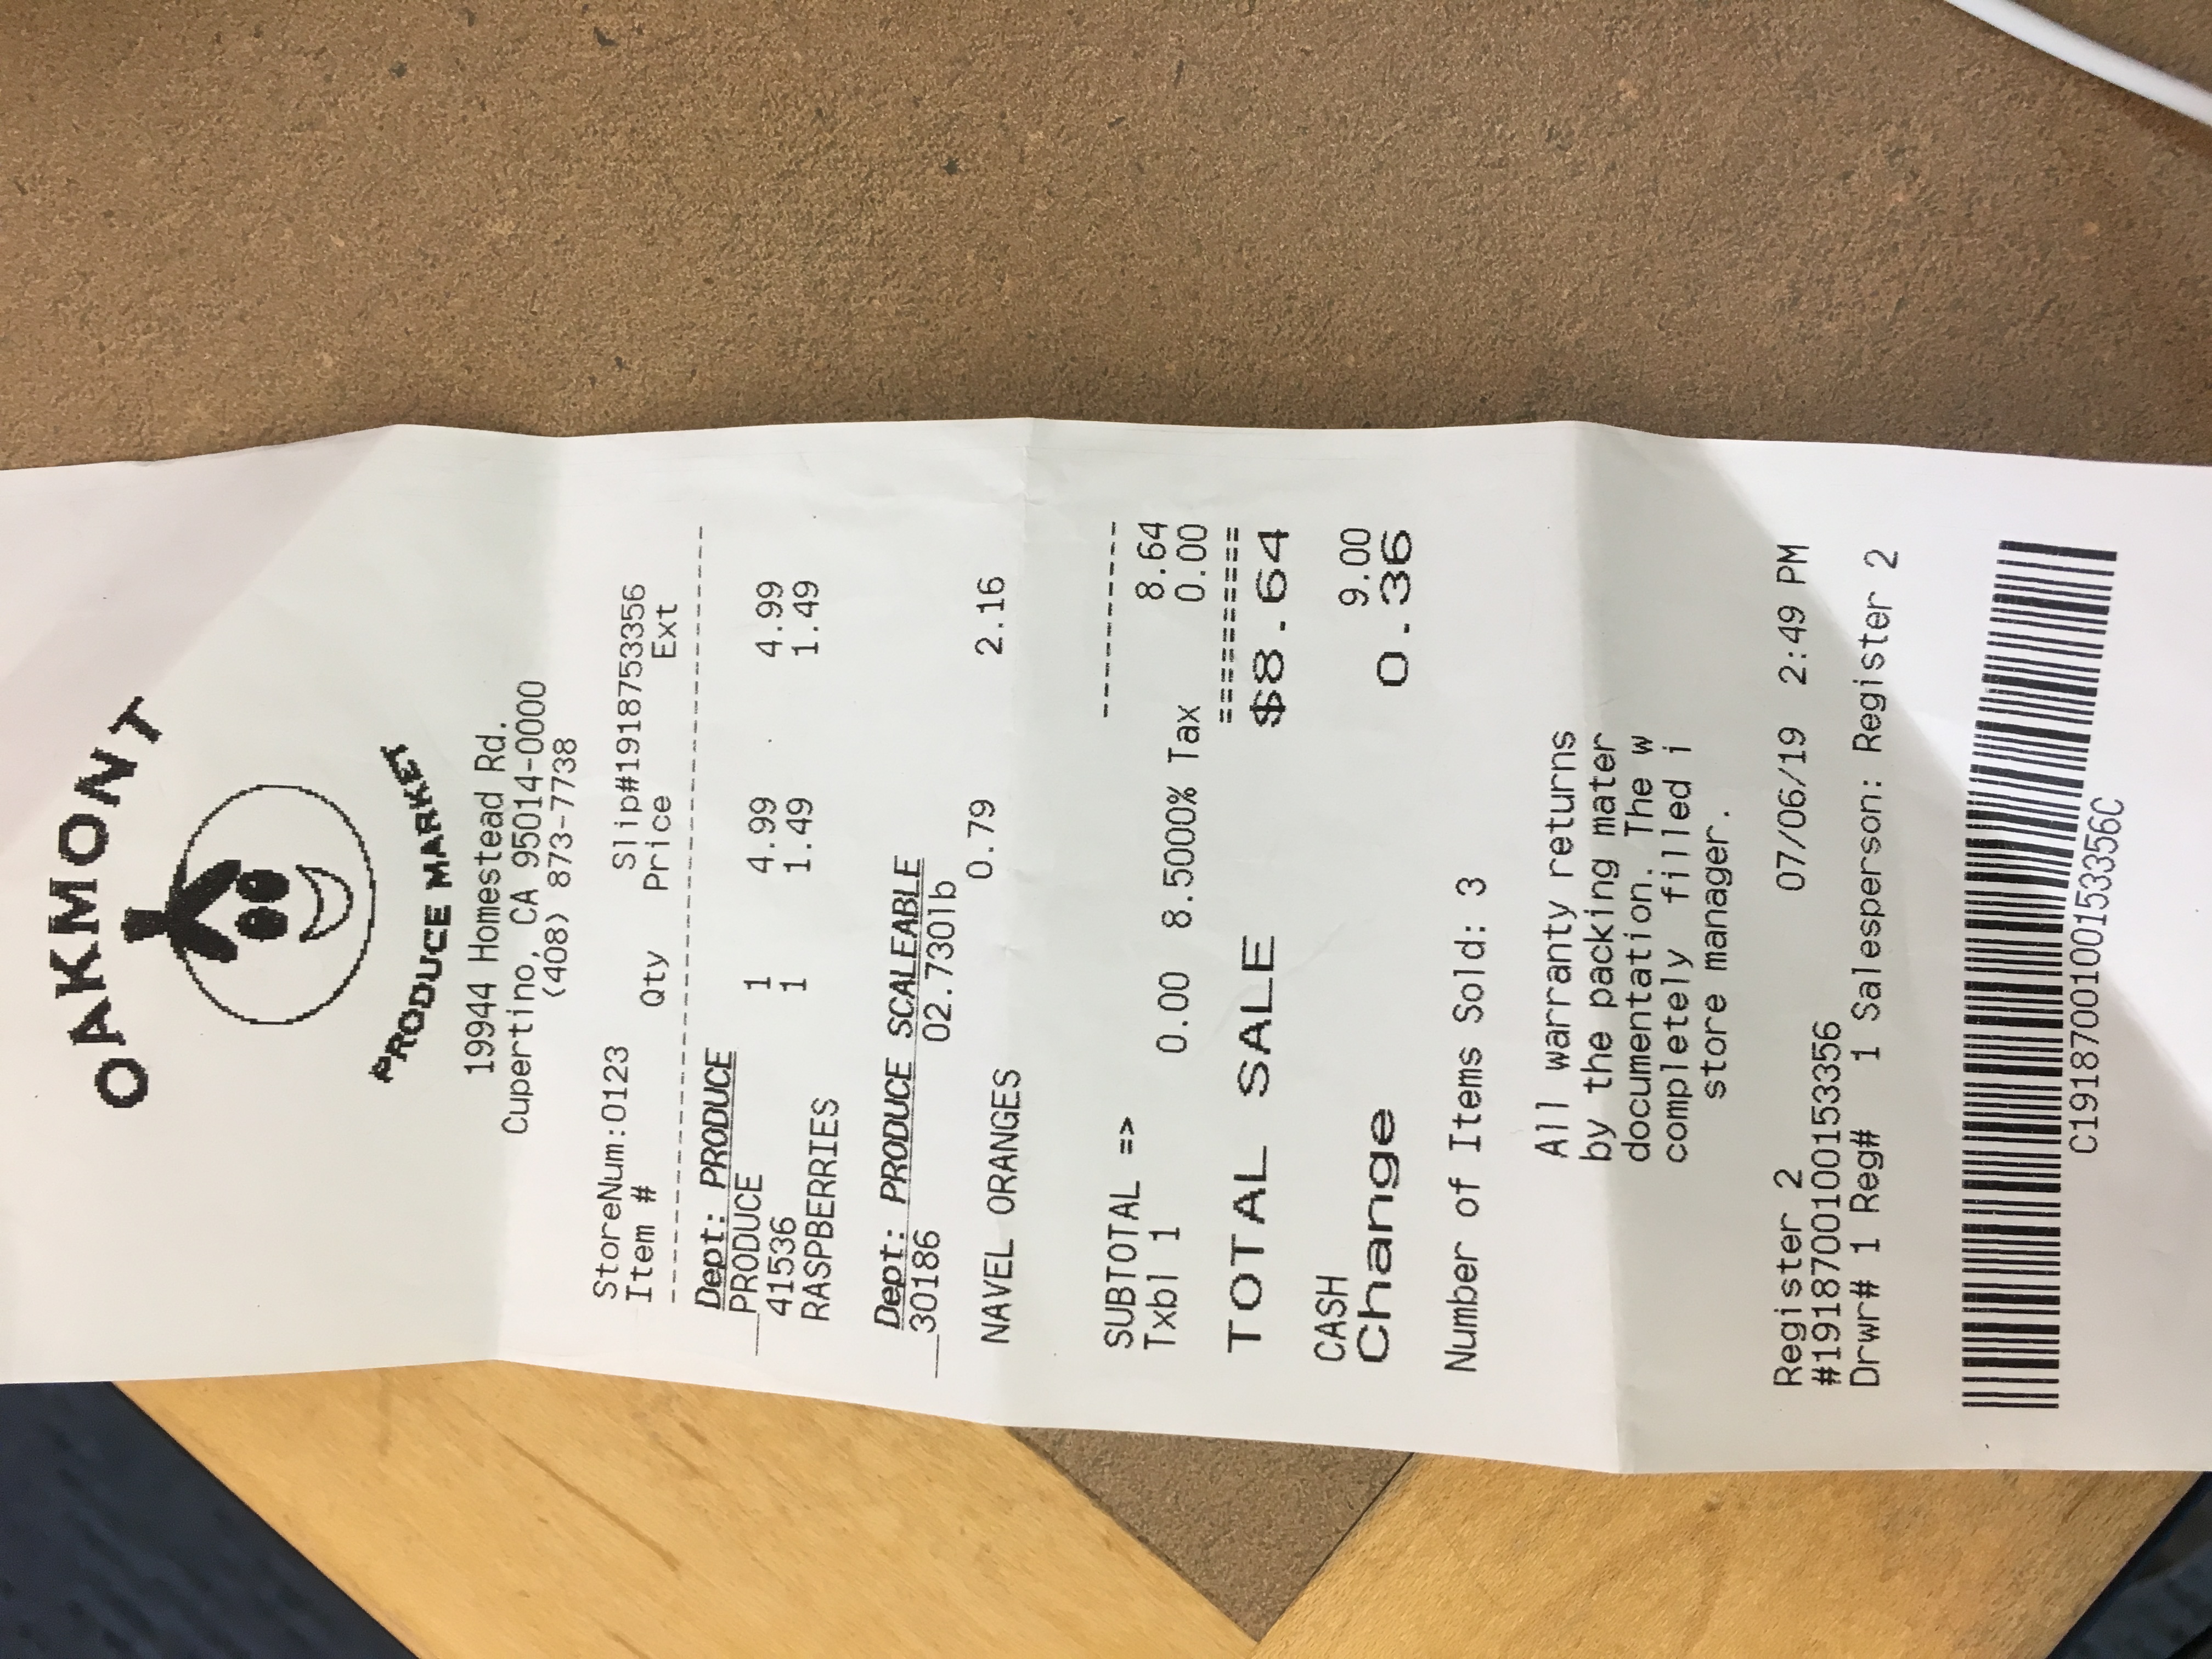 OAKMONT
PRODUCE MARKET
19944 Homestead Rd.
Cupertino, CA 95014-0000
(408) 873-7738
StoreNum:0123 Slip#1918753356
Item # Qty Price Ext
Dept: PRODUCE
PRODUCE 1 4.99 4.99
41536 1 1.49 1.49
RASPBERRIES
Dept: PRODUCE SCALEABLE
30186 02.730lb
0.79 2.16
NAVEL ORANGES
SUBTOTAL => 8.64
Txbl 1 0.00 8.5000% Tax 0.00
TOTAL SALE $8.64
CASH 9.00
Change 0.36
Number of Items Sold: 3
All warranty returns
by the packing mater
documentation. The w
completely filled i
store manager.
Register 2 07/06/19 2:49 PM
#191870010100153356
Drwr# 1 Reg# 1 Salesperson: Register 2